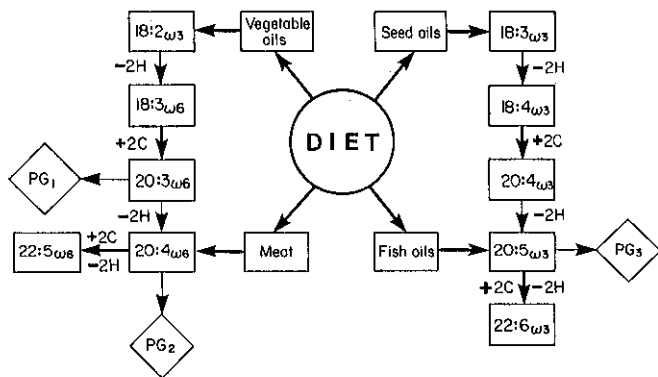 18:2ω3
Vegetable
oils
Seed oils
18:3ω3
−2H
−2H
18:3ω6
18:4ω3
+2C
DIET
+2C
PG1
20:3ω6
20:4ω3
−2H
−2H
22:5ω6
+2C
−2H
20:4ω6
Meat
Fish oils
20:5ω3
PG3
+2C
−2H
PG2
22:6ω3